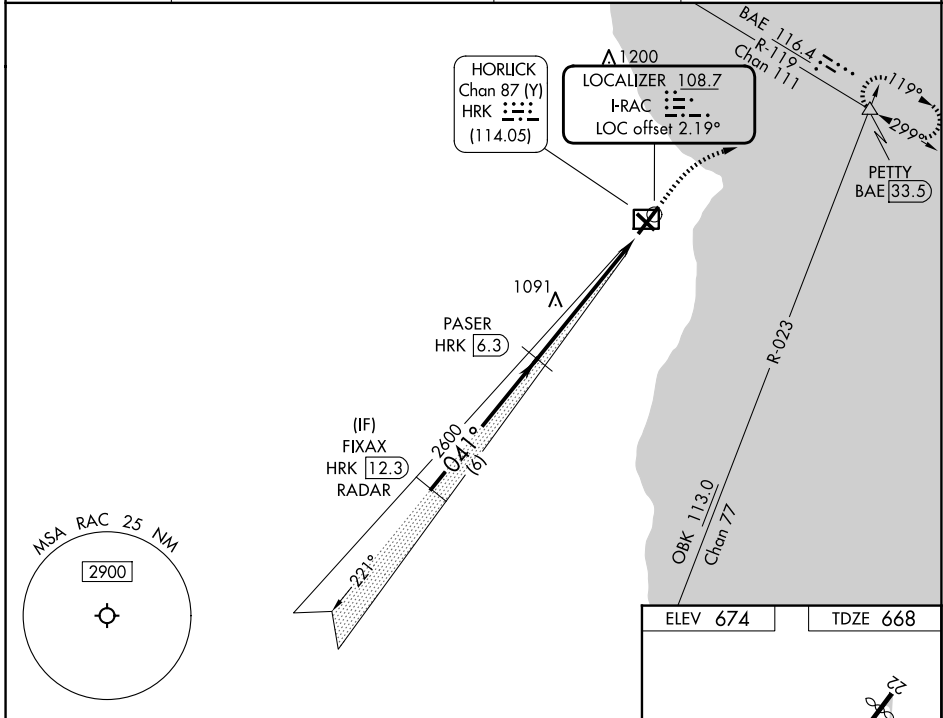 BAE 116.4
R-119
Chan 111
1200
HORLICK
Chan 87 (Y)
HRK
(114.05)
LOCALIZER 108.7
I-RAC
LOC offset 2.19°
119°
299°
PETTY
BAE 33.5
1091
PASER
HRK 6.3
R-023
(IF)
FIXAX
HRK 12.3
RADAR
2600
041°
(6)
221°
OBK 113.0
Chan 77
MSA RAC 25 NM
2900
ELEV 674
TDZE 668
22